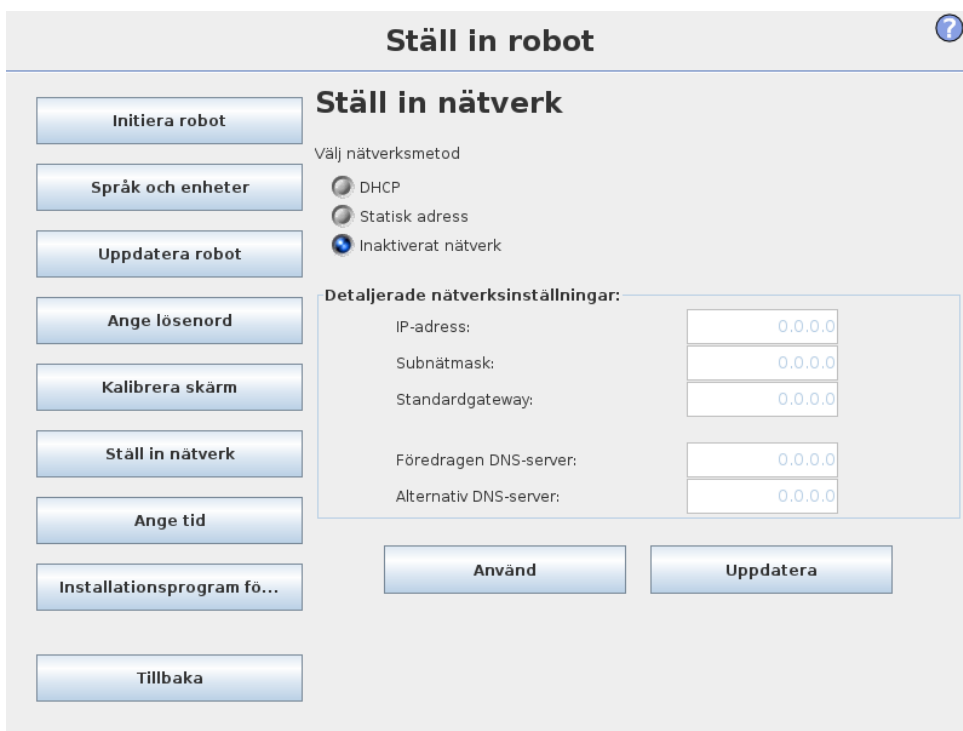 Ställ in robot
?
Initiera robot
Språk och enheter
Uppdatera robot
Ange lösenord
Kalibrera skärm
Ställ in nätverk
Ange tid
Installationsprogram fö...
Tillbaka
Ställ in nätverk
Välj nätverksmetod
DHCP
Statisk adress
Inaktiverat nätverk
Detaljerade nätverksinställningar:
IP-adress: 0.0.0.0
Subnätmask: 0.0.0.0
Standardgateway: 0.0.0.0
Föredragen DNS-server: 0.0.0.0
Alternativ DNS-server: 0.0.0.0
Använd
Uppdatera